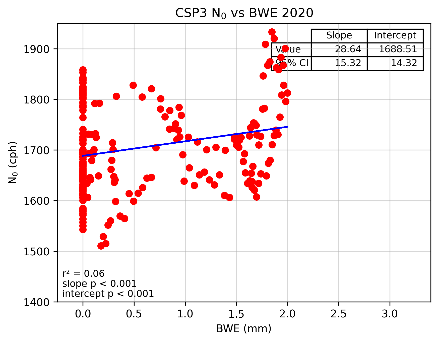 CSP3 N₀ vs BWE 2020
Slope Intercept
Value 28.64 1688.51
95% CI 15.32 14.32
N₀ (cph)
1900
1800
1700
1600
1500
1400
r² = 0.06
slope p < 0.001
intercept p < 0.001
0.0 0.5 1.0 1.5 2.0 2.5 3.0
BWE (mm)